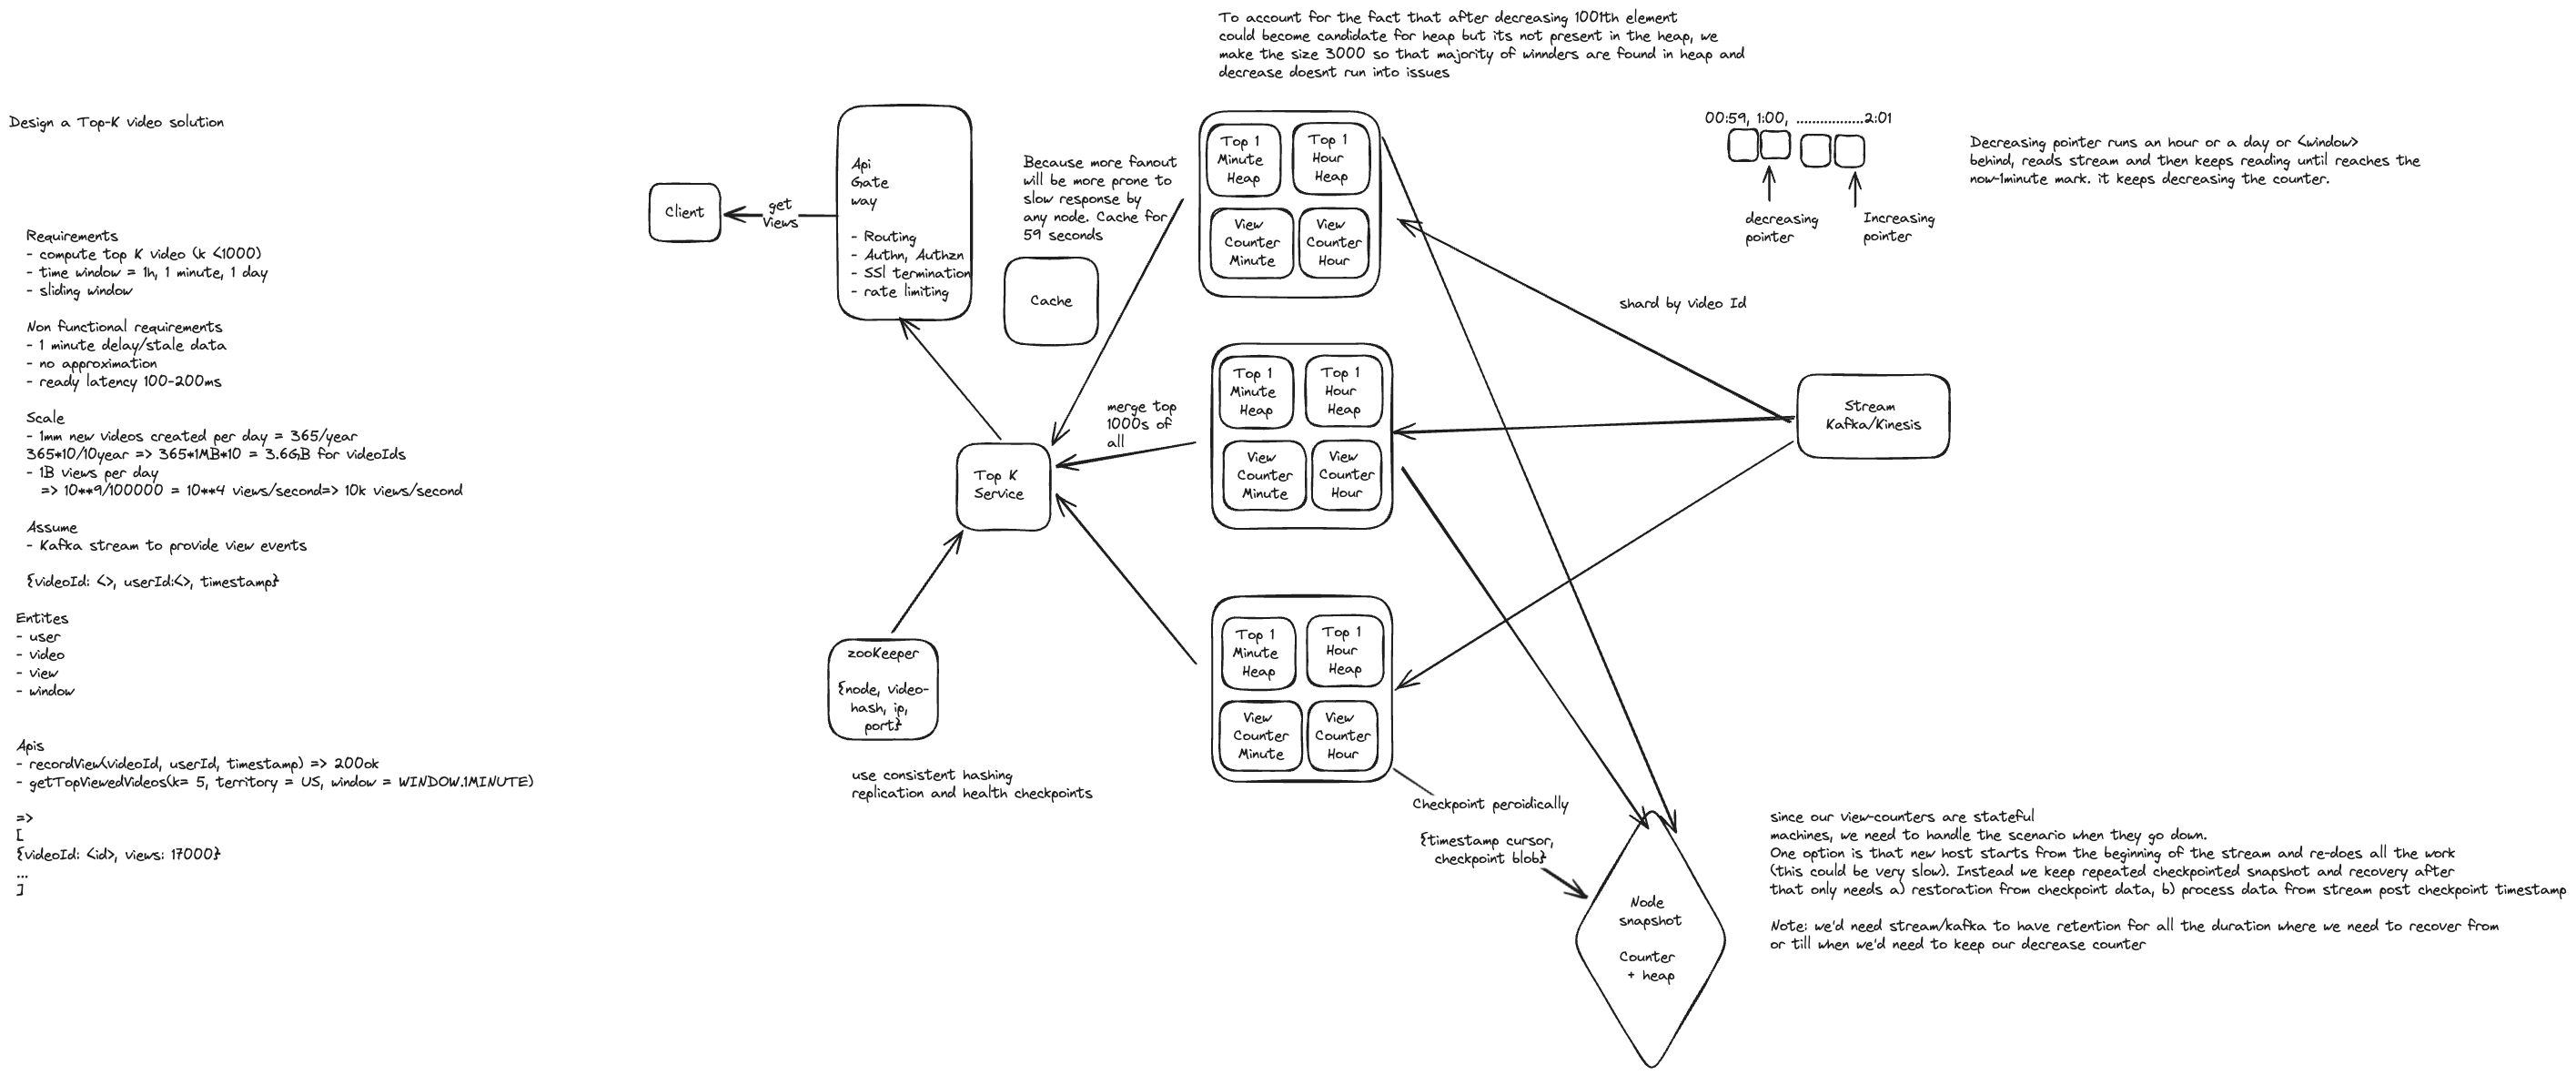 Design a Top-K video solution
Requirements
- compute top K video (k <1000)
- time window = 1h, 1 minute, 1 day
- sliding window
Non functional requirements
- 1 minute delay/stale data
- no approximation
- ready latency 100-200ms
Scale
- 1mm new videos created per day = 365/year
365*10/10year => 365*1MB*10 = 3.6GB for videoIds
- 1B views per day
=> 10**9/100000 = 10**4 views/second=> 10k views/second
Assume
- Kafka stream to provide view events
{videoId: <>, userId:<>, timestamp}
Entites
- user
- video
- view
- window
Apis
- recordView(videoId, userId, timestamp) => 200ok
- getTopViewedVideos(k= 5, territory = US, window = WINDOW.1MINUTE)
=>
[
{videoId: <id>, views: 17000}
...
]
Client
get
Views
Api
Gate
way
- Routing
- Authn, Authzn
- SSl termination
- rate limiting
Because more fanout
will be more prone to
slow response by
any node. Cache for
59 seconds
Cache
Top K
Service
merge top
1000s of
all
zooKeeper
{node, video-
hash, ip,
port}
use consistent hashing
replication and health checkpoints
To account for the fact that after decreasing 1001th element
could become candidate for heap but its not present in the heap, we
make the size 3000 so that majority of winnders are found in heap and
decrease doesnt run into issues
Top 1
Minute
Heap
Top 1
Hour
Heap
View
Counter
Minute
View
Counter
Hour
Top 1
Minute
Heap
Top 1
Hour
Heap
View
Counter
Minute
View
Counter
Hour
Top 1
Minute
Heap
Top 1
Hour
Heap
View
Counter
Minute
View
Counter
Hour
00:59, 1:00, .................2:01
decreasing
pointer
Increasing
pointer
Decreasing pointer runs an hour or a day or <window>
behind, reads stream and then keeps reading until reaches the
now-1minute mark. it keeps decreasing the counter.
shard by video Id
Stream
Kafka/Kinesis
Checkpoint peroidically
{timestamp cursor,
checkpoint blob}
Node
snapshot
Counter
+ heap
since our view-counters are stateful
machines, we need to handle the scenario when they go down.
One option is that new host starts from the beginning of the stream and re-does all the work
(this could be very slow). Instead we keep repeated checkpointed snapshot and recovery after
that only needs a) restoration from checkpoint data, b) process data from stream post checkpoint timestamp
Note: we'd need stream/kafka to have retention for all the duration where we need to recover from
or till when we'd need to keep our decrease counter